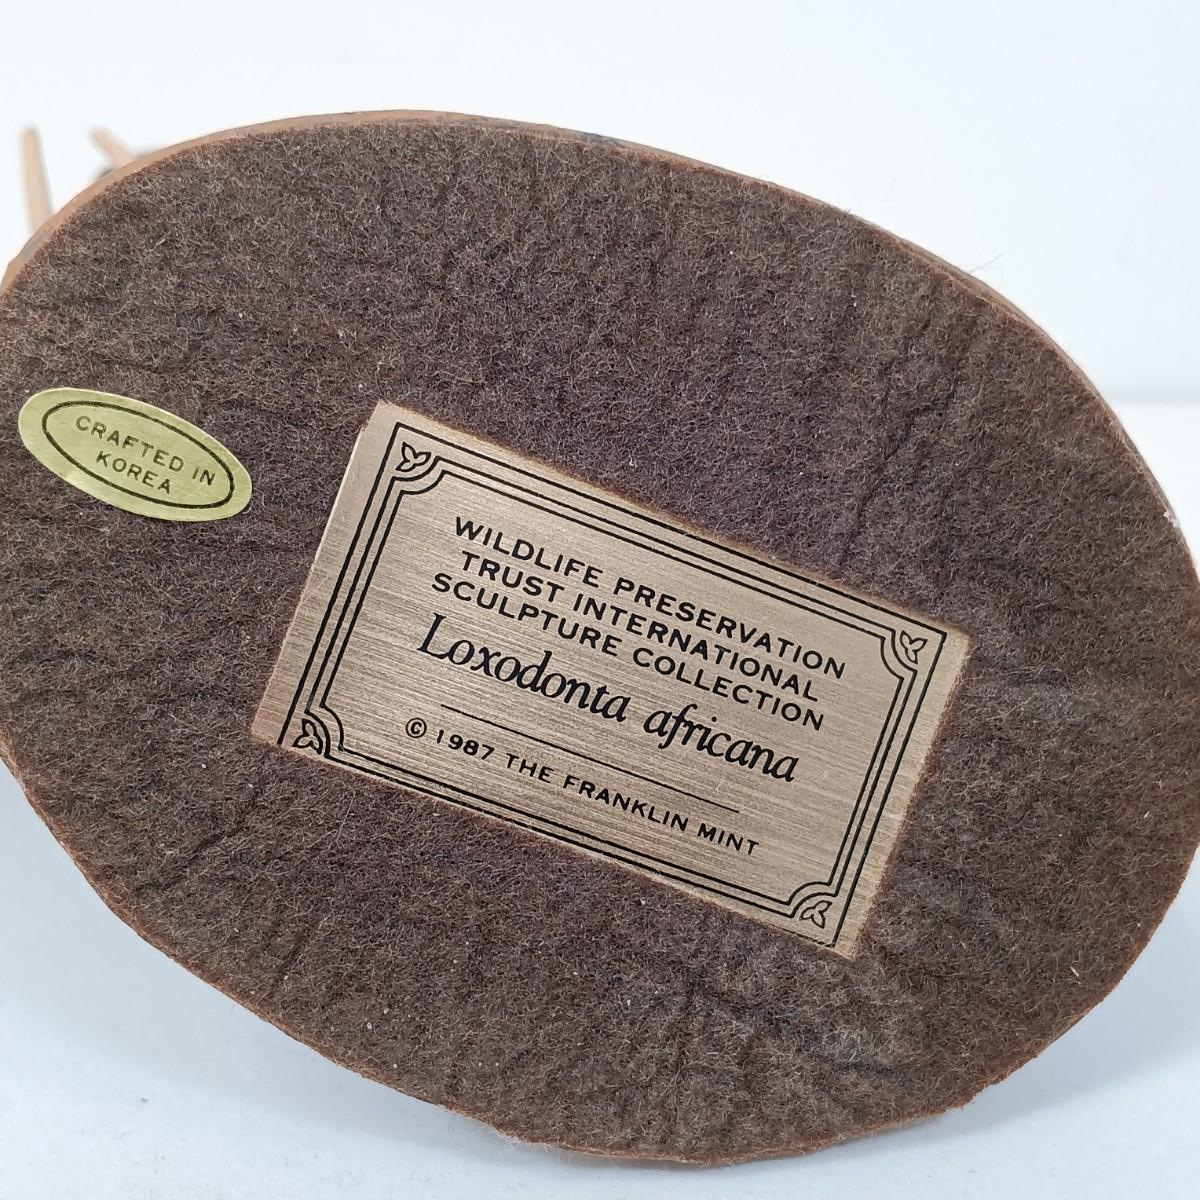 CRAFTED IN
KOREA
WILDLIFE PRESERVATION
TRUST INTERNATIONAL
SCULPTURE COLLECTION
Loxodonta africana
© 1987 THE FRANKLIN MINT